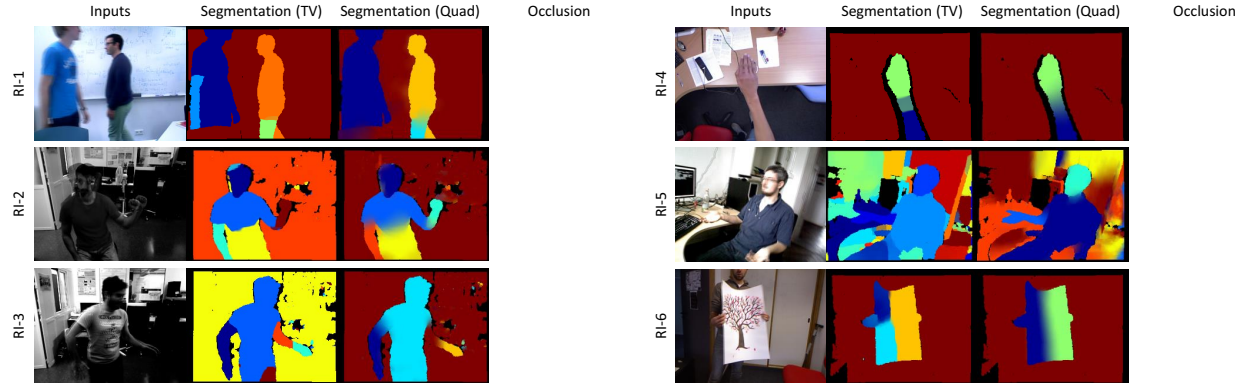 Inputs Segmentation (TV) Segmentation (Quad) Occlusion
RI-1
RI-2
RI-3
Inputs Segmentation (TV) Segmentation (Quad) Occlusion
RI-4
RI-5
RI-6